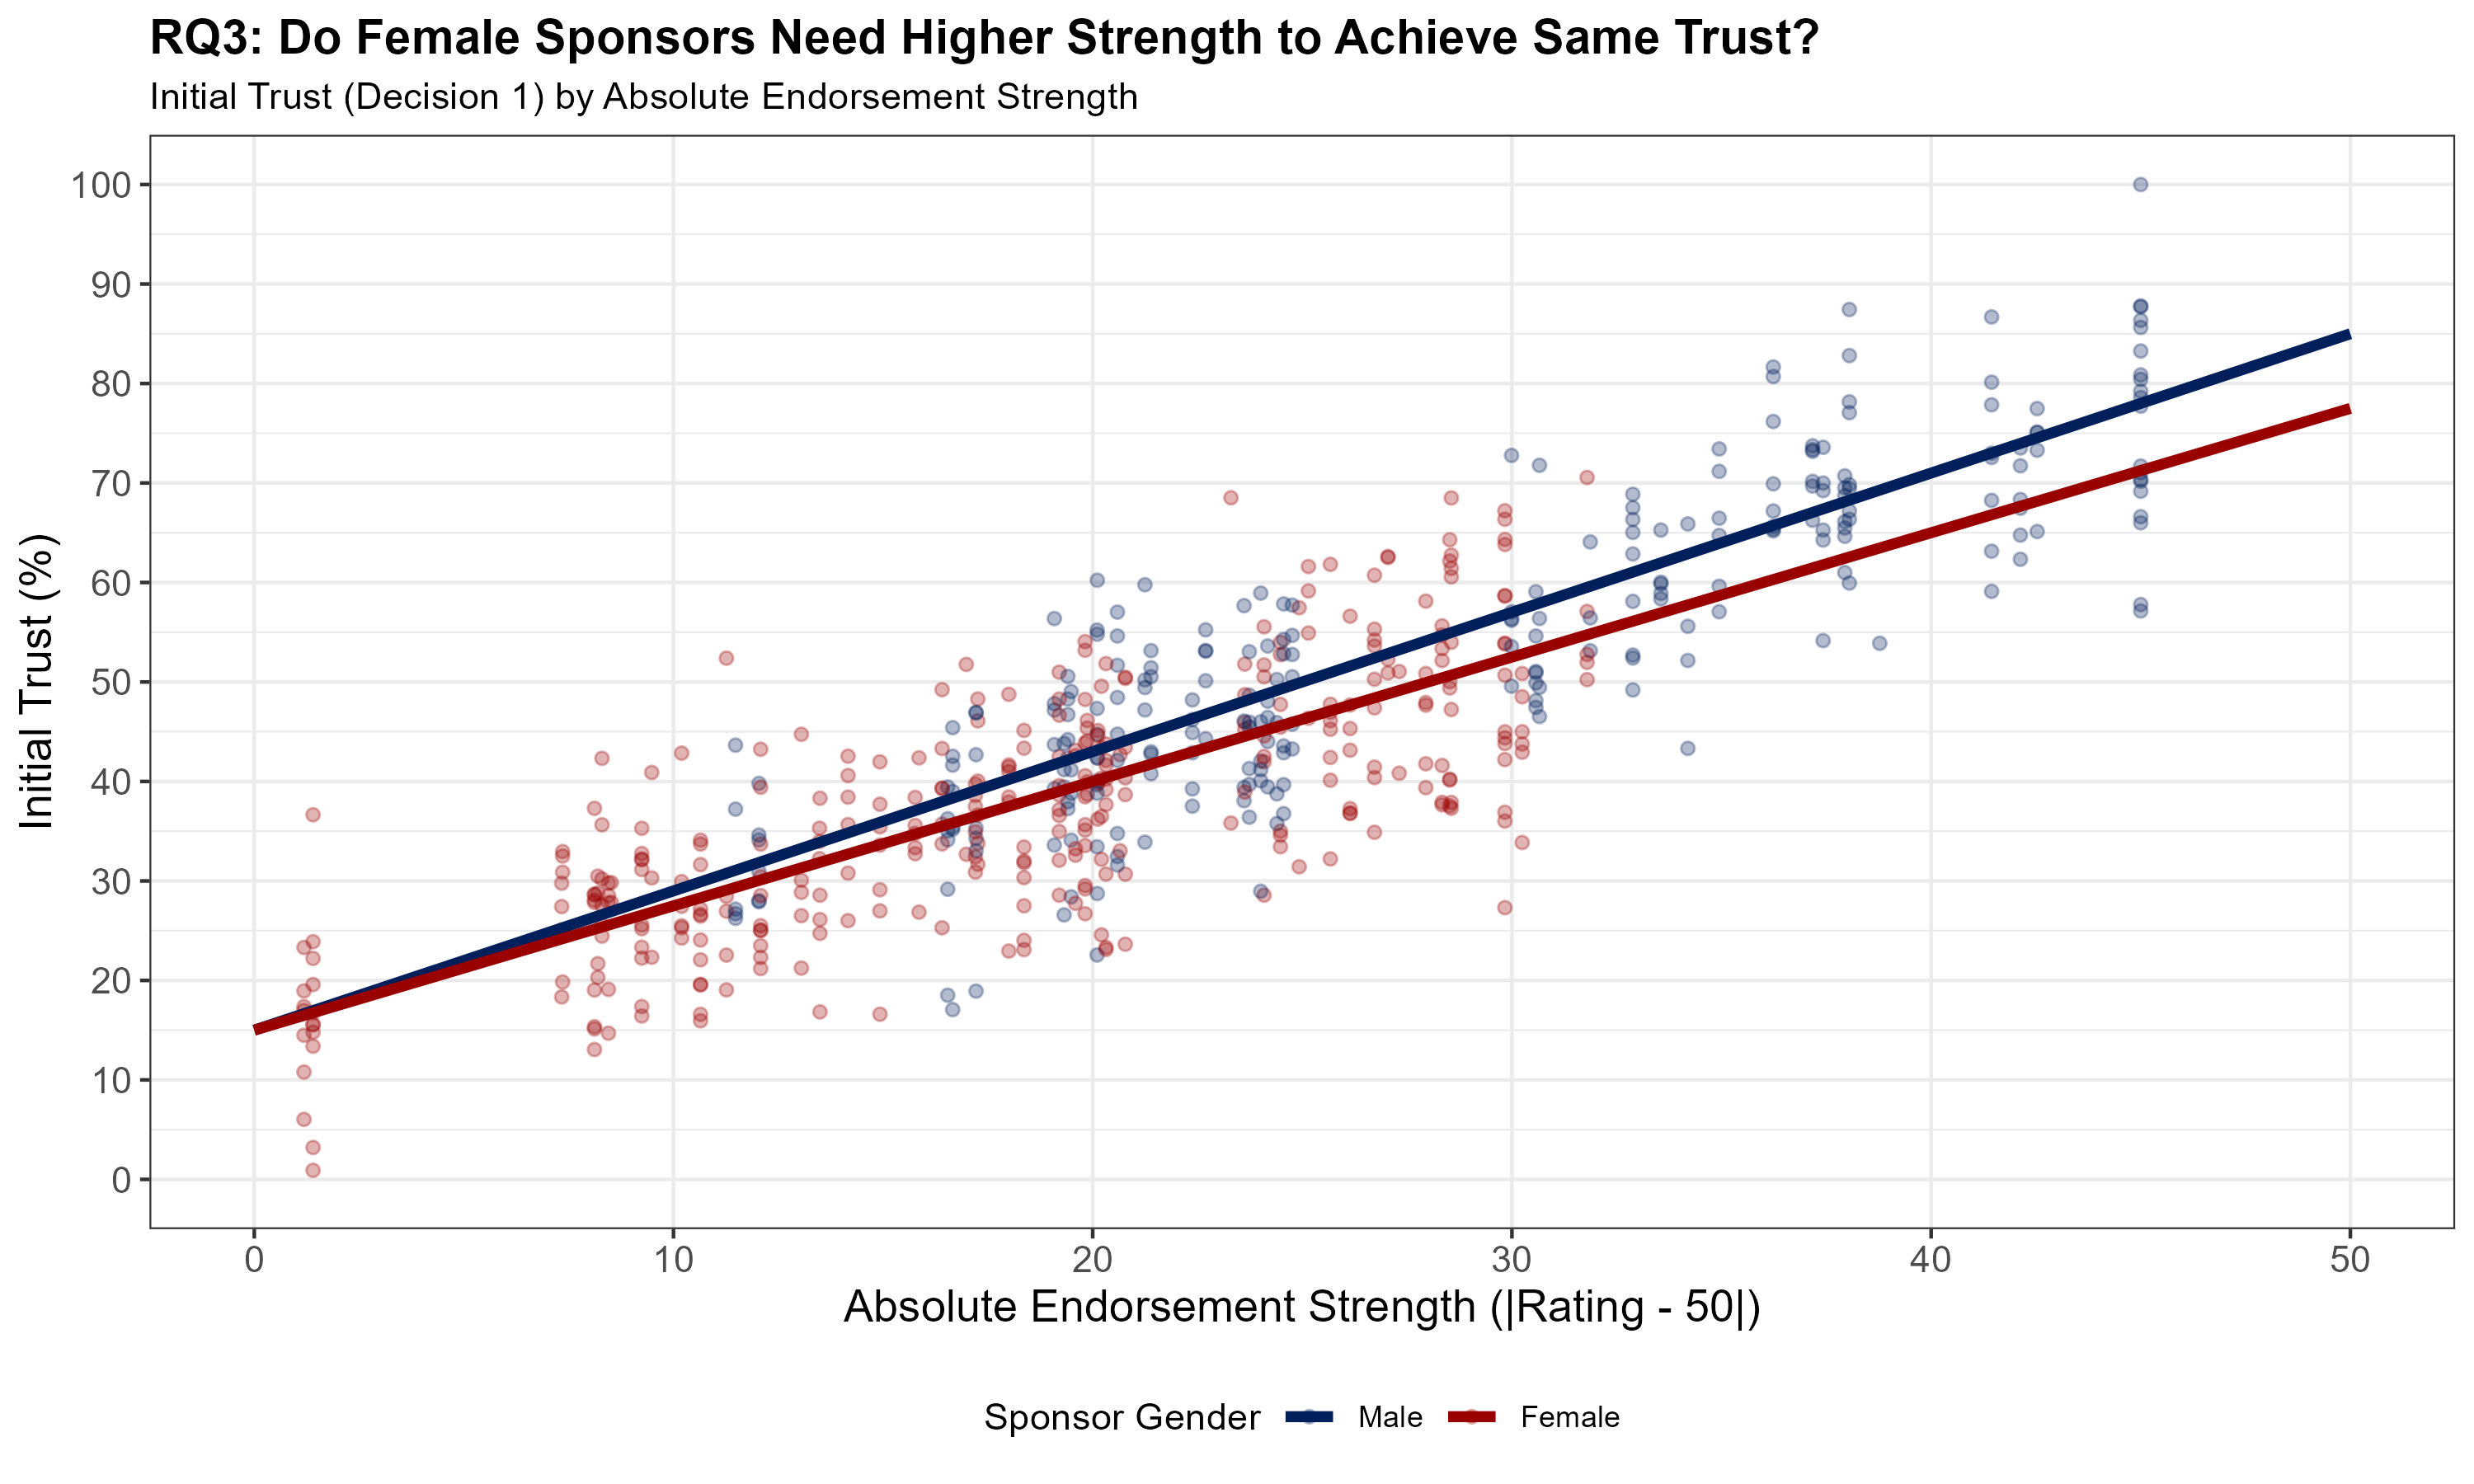 RQ3: Do Female Sponsors Need Higher Strength to Achieve Same Trust?
Initial Trust (Decision 1) by Absolute Endorsement Strength
Initial Trust (%)
100
90
80
70
60
50
40
30
20
10
0
0 10 20 30 40 50
Absolute Endorsement Strength (|Rating - 50|)
Sponsor Gender Male Female